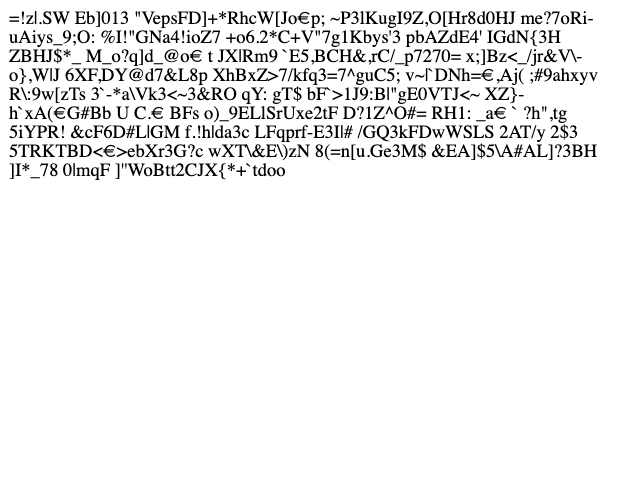 =!z|.SW Eb]013 "VepsFD]+*RhcW[Jo€p; ~P3lKugI9Z,O[Hr8d0HJ me?7oRi-
uAiys_9;O: %I!"GNa4!ioZ7 +o6.2*C+V"7g1Kbys'3 pbAZdE4' IGdN{3H
ZBHJ$*_ M_o?q]d_@o€ t JX|Rm9 `E5,BCH&,rC/_p7270= x;]Bz<_/jr&V\-
o},W|J 6XF,DY@d7&L8p XhBxZ>7/kfq3=7^guC5; v~f`DNh=€,Aj( ;#9ahxyv
R\:9w[zTs 3`-*a\Vk3<~3&RO qY: gT$ bF`>1J9:B|"gE0VTJ<~ XZ}-
h`xA(€G#Bb U C.€ BFs o)_9ELlSrUxe2tF D?1Z^O#= RH1: _a€ ` ?h",tg
5iYPR! &cF6D#L|GM f.!h|da3c LFqprf-E3I|# /GQ3kFDwWSLS 2AT/y 2$3
5TRKTBD<€>ebXr3G?c wXT\&E\)zN 8(=n[u.Ge3M$ &EA]$5\A#AL]?3BH
]I*_78 0|mqF ]"WoBtt2CJX{*+`tdoo